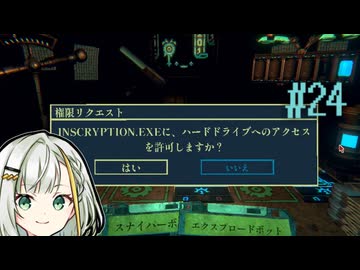 #24
権限リクエスト
INSCRYPTION.EXEに、ハードドライブへのアクセス
を許可しますか?
はい
いいえ
スナイパーボ
エクスプロードボット